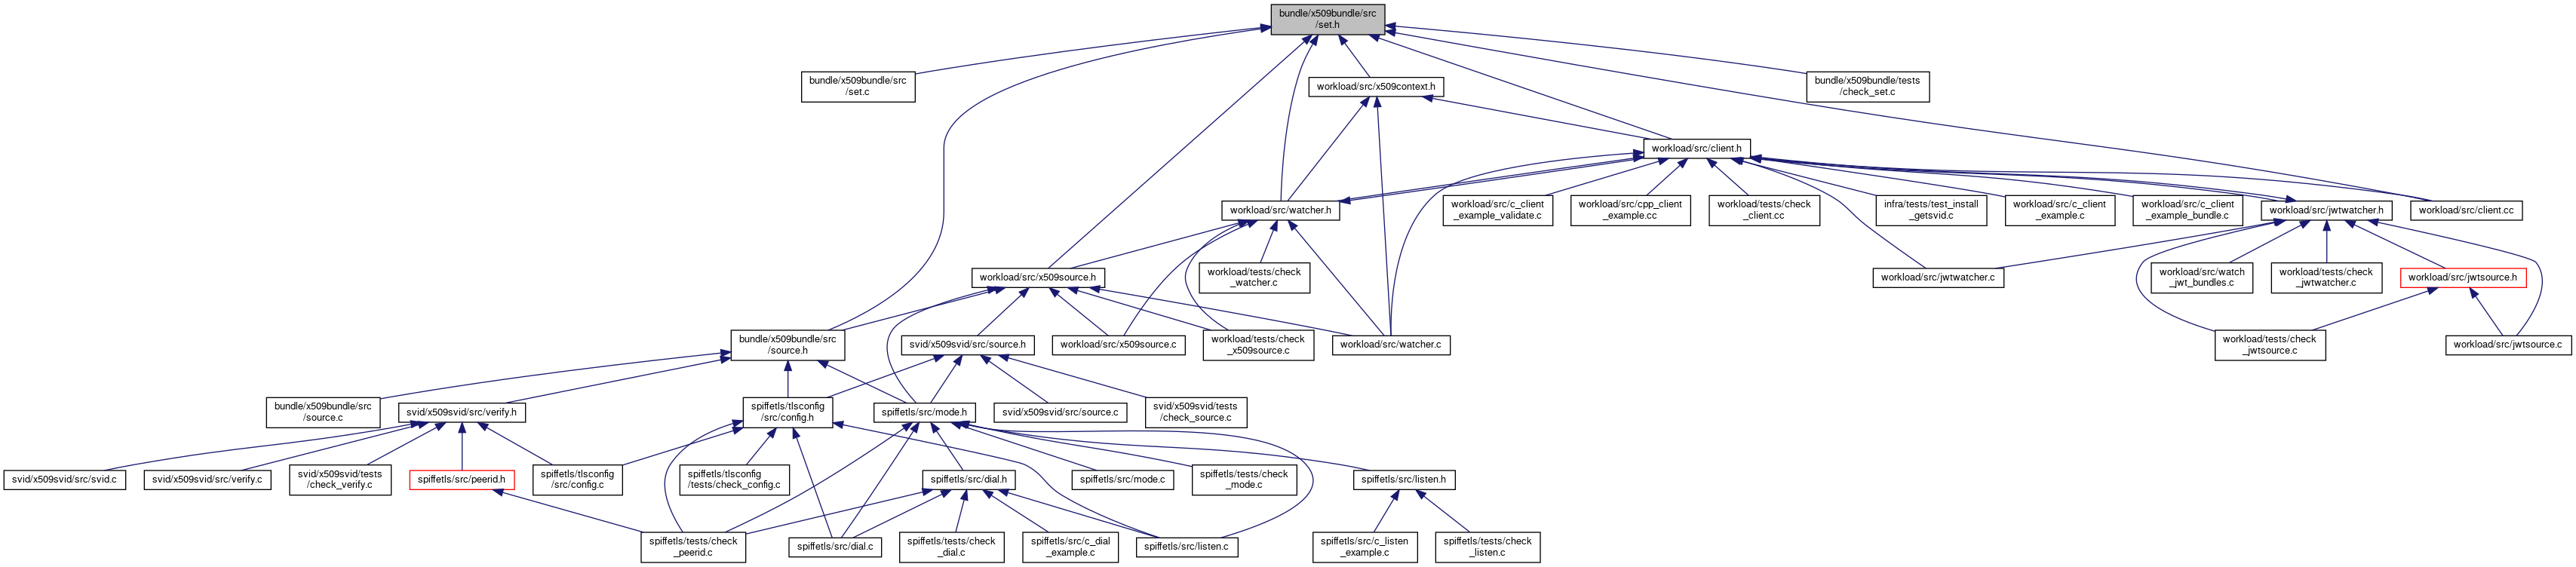 bundle/x509bundle/src
/set.h
bundle/x509bundle/src
/set.c
workload/src/x509context.h
bundle/x509bundle/tests
/check_set.c
workload/src/client.h
workload/src/watcher.h
workload/src/c_client
_example_validate.c
workload/src/cpp_client
_example.cc
workload/tests/check
_client.cc
infra/tests/test_install
_getsvid.c
workload/src/c_client
_example.c
workload/src/c_client
_example_bundle.c
workload/src/jwtwatcher.h
workload/src/client.cc
workload/src/x509source.h
workload/tests/check
_watcher.c
workload/src/jwtwatcher.c
workload/src/watch
_jwt_bundles.c
workload/tests/check
_jwtwatcher.c
workload/src/jwtsource.h
bundle/x509bundle/src
/source.h
svid/x509svid/src/source.h
workload/src/x509source.c
workload/tests/check
_x509source.c
workload/src/watcher.c
workload/tests/check
_jwtsource.c
workload/src/jwtsource.c
bundle/x509bundle/src
/source.c
svid/x509svid/src/verify.h
spiffetls/tlsconfig
/src/config.h
spiffetls/src/mode.h
svid/x509svid/src/source.c
svid/x509svid/tests
/check_source.c
svid/x509svid/src/svid.c
svid/x509svid/src/verify.c
svid/x509svid/tests
/check_verify.c
spiffetls/src/peerid.h
spiffetls/tlsconfig
/src/config.c
spiffetls/tlsconfig
/tests/check_config.c
spiffetls/src/dial.h
spiffetls/src/mode.c
spiffetls/tests/check
_mode.c
spiffetls/src/listen.h
spiffetls/tests/check
_peerid.c
spiffetls/src/dial.c
spiffetls/tests/check
_dial.c
spiffetls/src/c_dial
_example.c
spiffetls/src/listen.c
spiffetls/src/c_listen
_example.c
spiffetls/tests/check
_listen.c